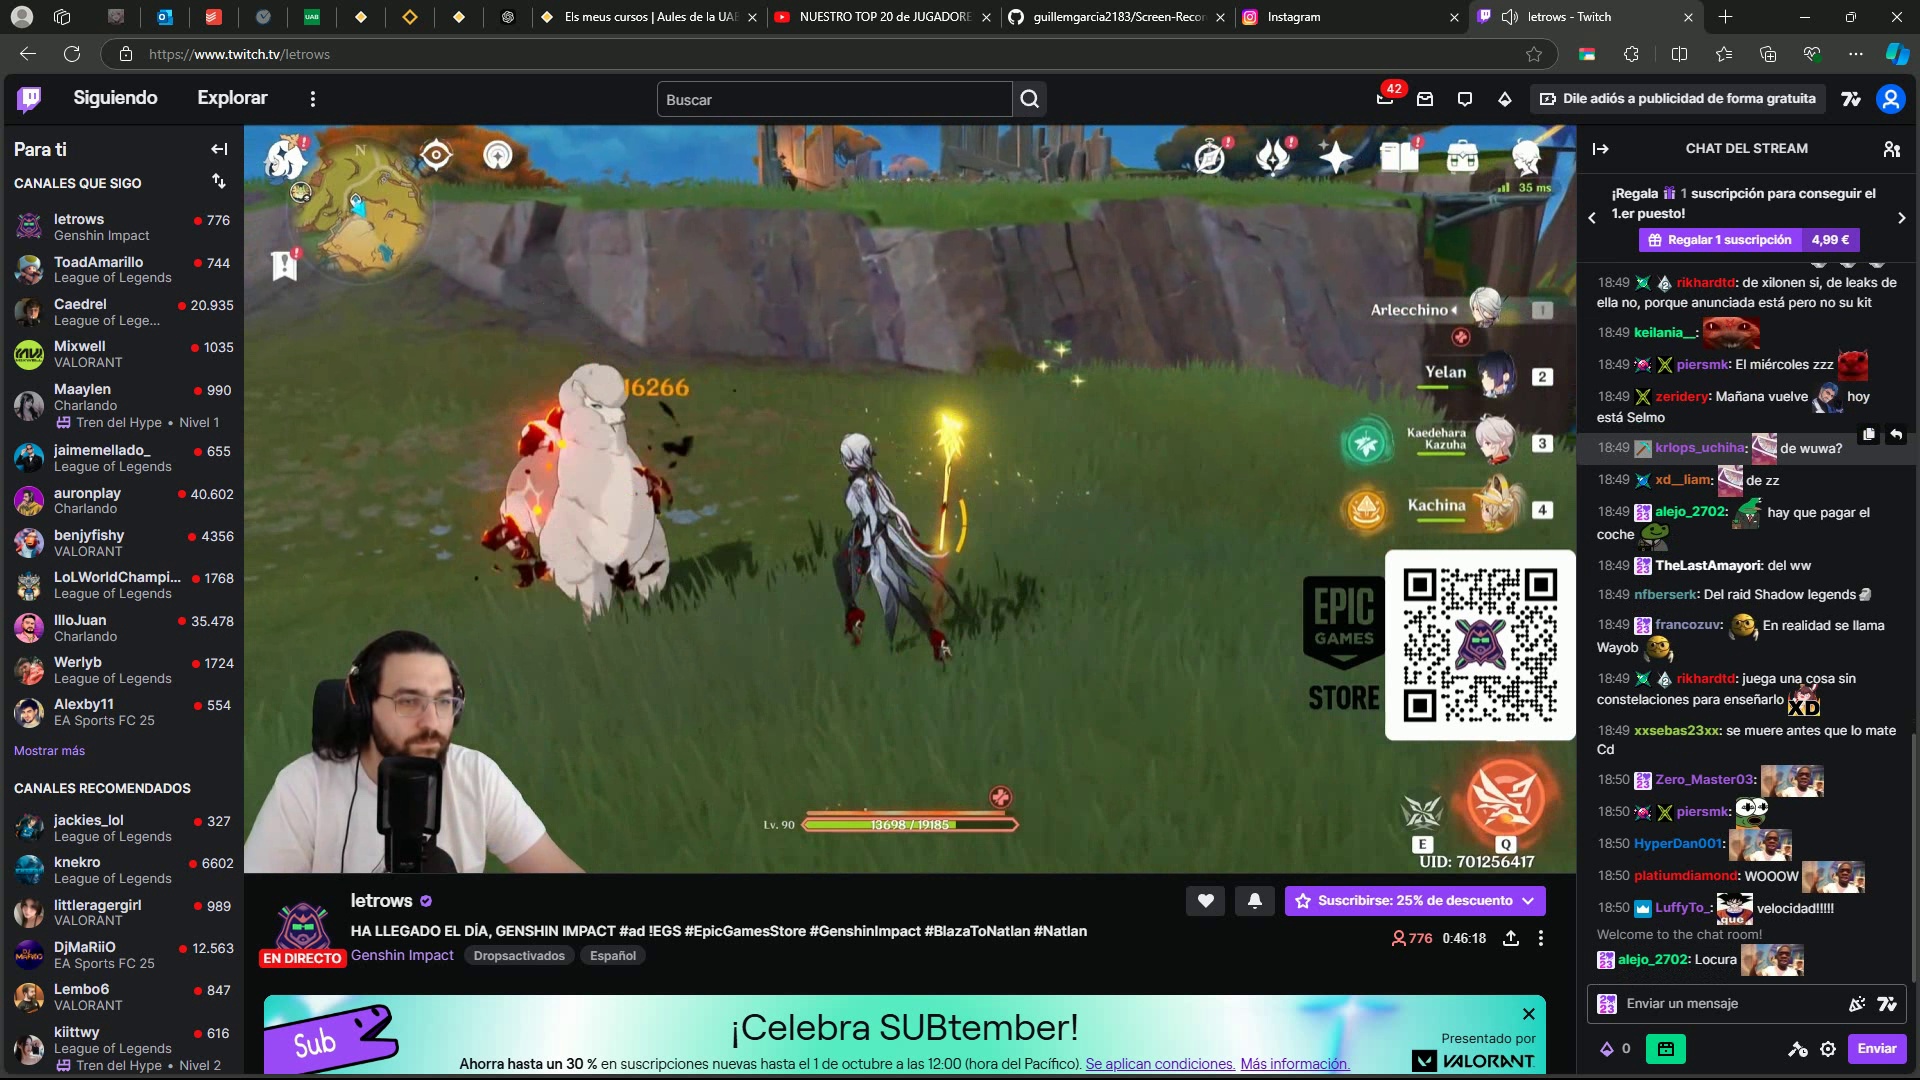 Els meus cursos | Aules de la UAB
NUESTRO TOP 20 de JUGADORE
guillemgarcia2183/Screen-Recor
Instagram
letrows - Twitch
https://www.twitch.tv/letrows
Siguiendo
Explorar
Buscar
42
Dile adiós a publicidad de forma gratuita
Para ti
CANALES QUE SIGO
letrows
776
Genshin Impact
ToadAmarillo
744
League of Legends
Caedrel
20.935
League of Lege...
Mixwell
1035
VALORANT
Maaylen
990
Charlando
Tren del Hype • Nivel 1
jaimemellado_
655
League of Legends
auronplay
40.602
Charlando
benjyfishy
4356
VALORANT
LoLWorldChampi...
1768
League of Legends
IlloJuan
35.478
Charlando
Werlyb
1724
League of Legends
Alexby11
554
EA Sports FC 25
Mostrar más
CANALES RECOMENDADOS
jackies_lol
327
League of Legends
knekro
6602
League of Legends
littleragergirl
989
VALORANT
DjMaRiiO
12.563
EA Sports FC 25
Lembo6
847
VALORANT
kiittwy
616
League of Legends
Tren del Hype • Nivel 2
N
35 ms
16266
Arlecchino
1
Yelan
2
Kaedehara
Kazuha
3
Kachina
4
EPIC
GAMES
STORE
Lv. 90
13698 / 19185
E
Q
UID: 701256417
letrows
Suscribirse: 25% de descuento
HA LLEGADO EL DÍA, GENSHIN IMPACT #ad !EGS #EpicGamesStore #GenshinImpact #BlazaToNatlan #Natlan
776
0:46:18
EN DIRECTO
Genshin Impact
Dropsactivados
Español
Sub
¡Celebra SUBtember!
Ahorra hasta un 30 % en suscripciones nuevas hasta el 1 de octubre a las 12:00 (hora del Pacífico). Se aplican condiciones. Más información.
Presentado por
VALORANT
CHAT DEL STREAM
¡Regala 1 suscripción para conseguir el
1.er puesto!
Regalar 1 suscripción
4,99 €
18:49 rikhardtd: de xilonen si, de leaks de
ella no, porque anunciada está pero no su kit
18:49 keilania__:
18:49 piersmk: El miércoles zzz
18:49 zeridery: Mañana vuelve hoy
está Selmo
18:49 krlops_uchiha: de wuwa?
18:49 xd__liam: de zz
18:49 alejo_2702: hay que pagar el
coche
18:49 TheLastAmayori: del ww
18:49 nfberserk: Del raid Shadow legends
18:49 francozuv: En realidad se llama
Wayob
18:49 rikhardtd: juega una cosa sin
constelaciones para enseñarlo XD
18:49 xxsebas23xx: se muere antes que lo mate
Cd
18:50 Zero_Master03:
18:50 piersmk:
18:50 HyperDan001:
18:50 platiumdiamond: WOOOW
18:50 LuffyTo_: que velocidad!!!!!
Welcome to the chat room!
alejo_2702: Locura
Enviar un mensaje
0
Enviar